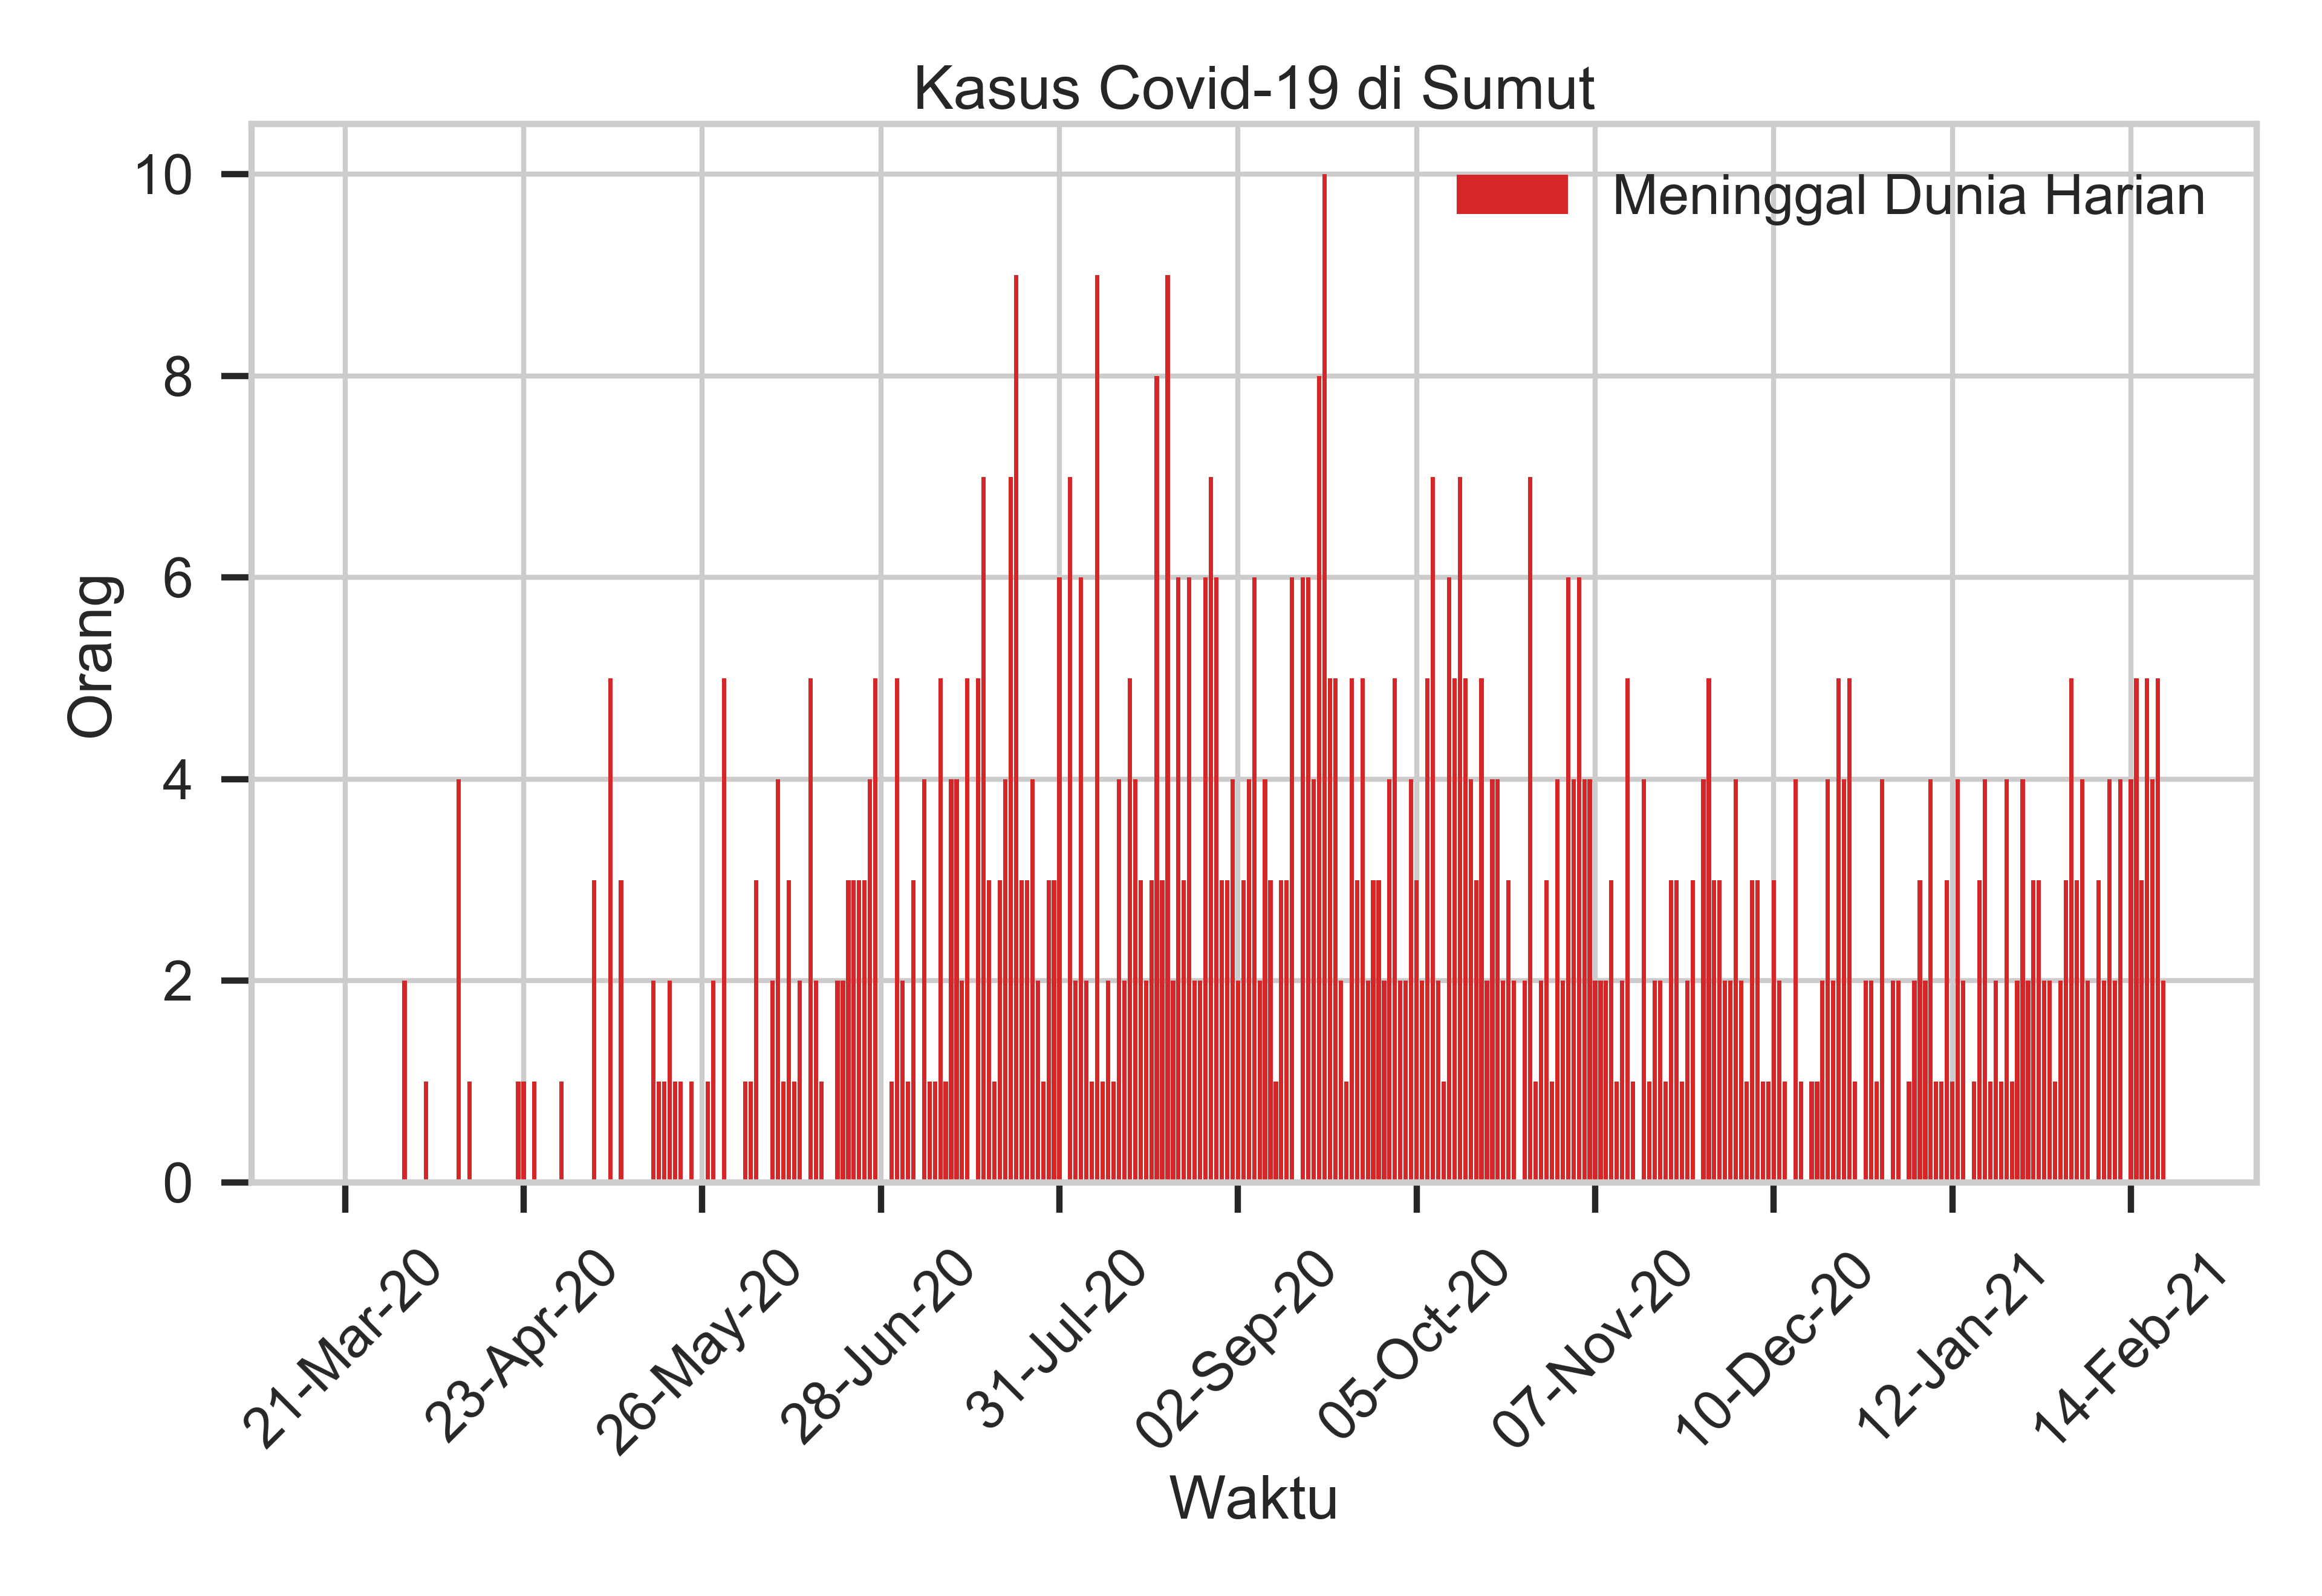 Kasus Covid-19 di Sumut
Meninggal Dunia Harian
10
8
6
4
2
0
Orang
21-Mar-20
23-Apr-20
26-May-20
28-Jun-20
31-Jul-20
02-Sep-20
05-Oct-20
07-Nov-20
10-Dec-20
12-Jan-21
14-Feb-21
Waktu